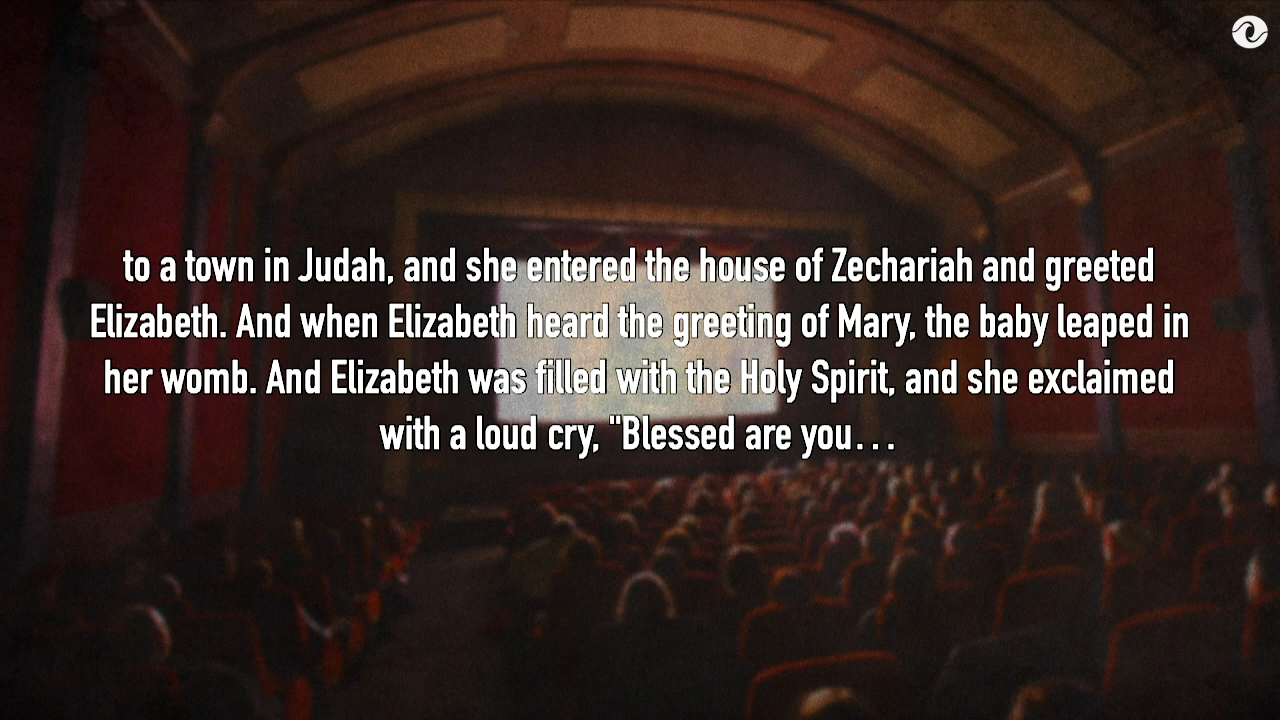 to a town in Judah, and she entered the house of Zechariah and greeted
Elizabeth. And when Elizabeth heard the greeting of Mary, the baby leaped in
her womb. And Elizabeth was filled with the Holy Spirit, and she exclaimed
with a loud cry, "Blessed are you...